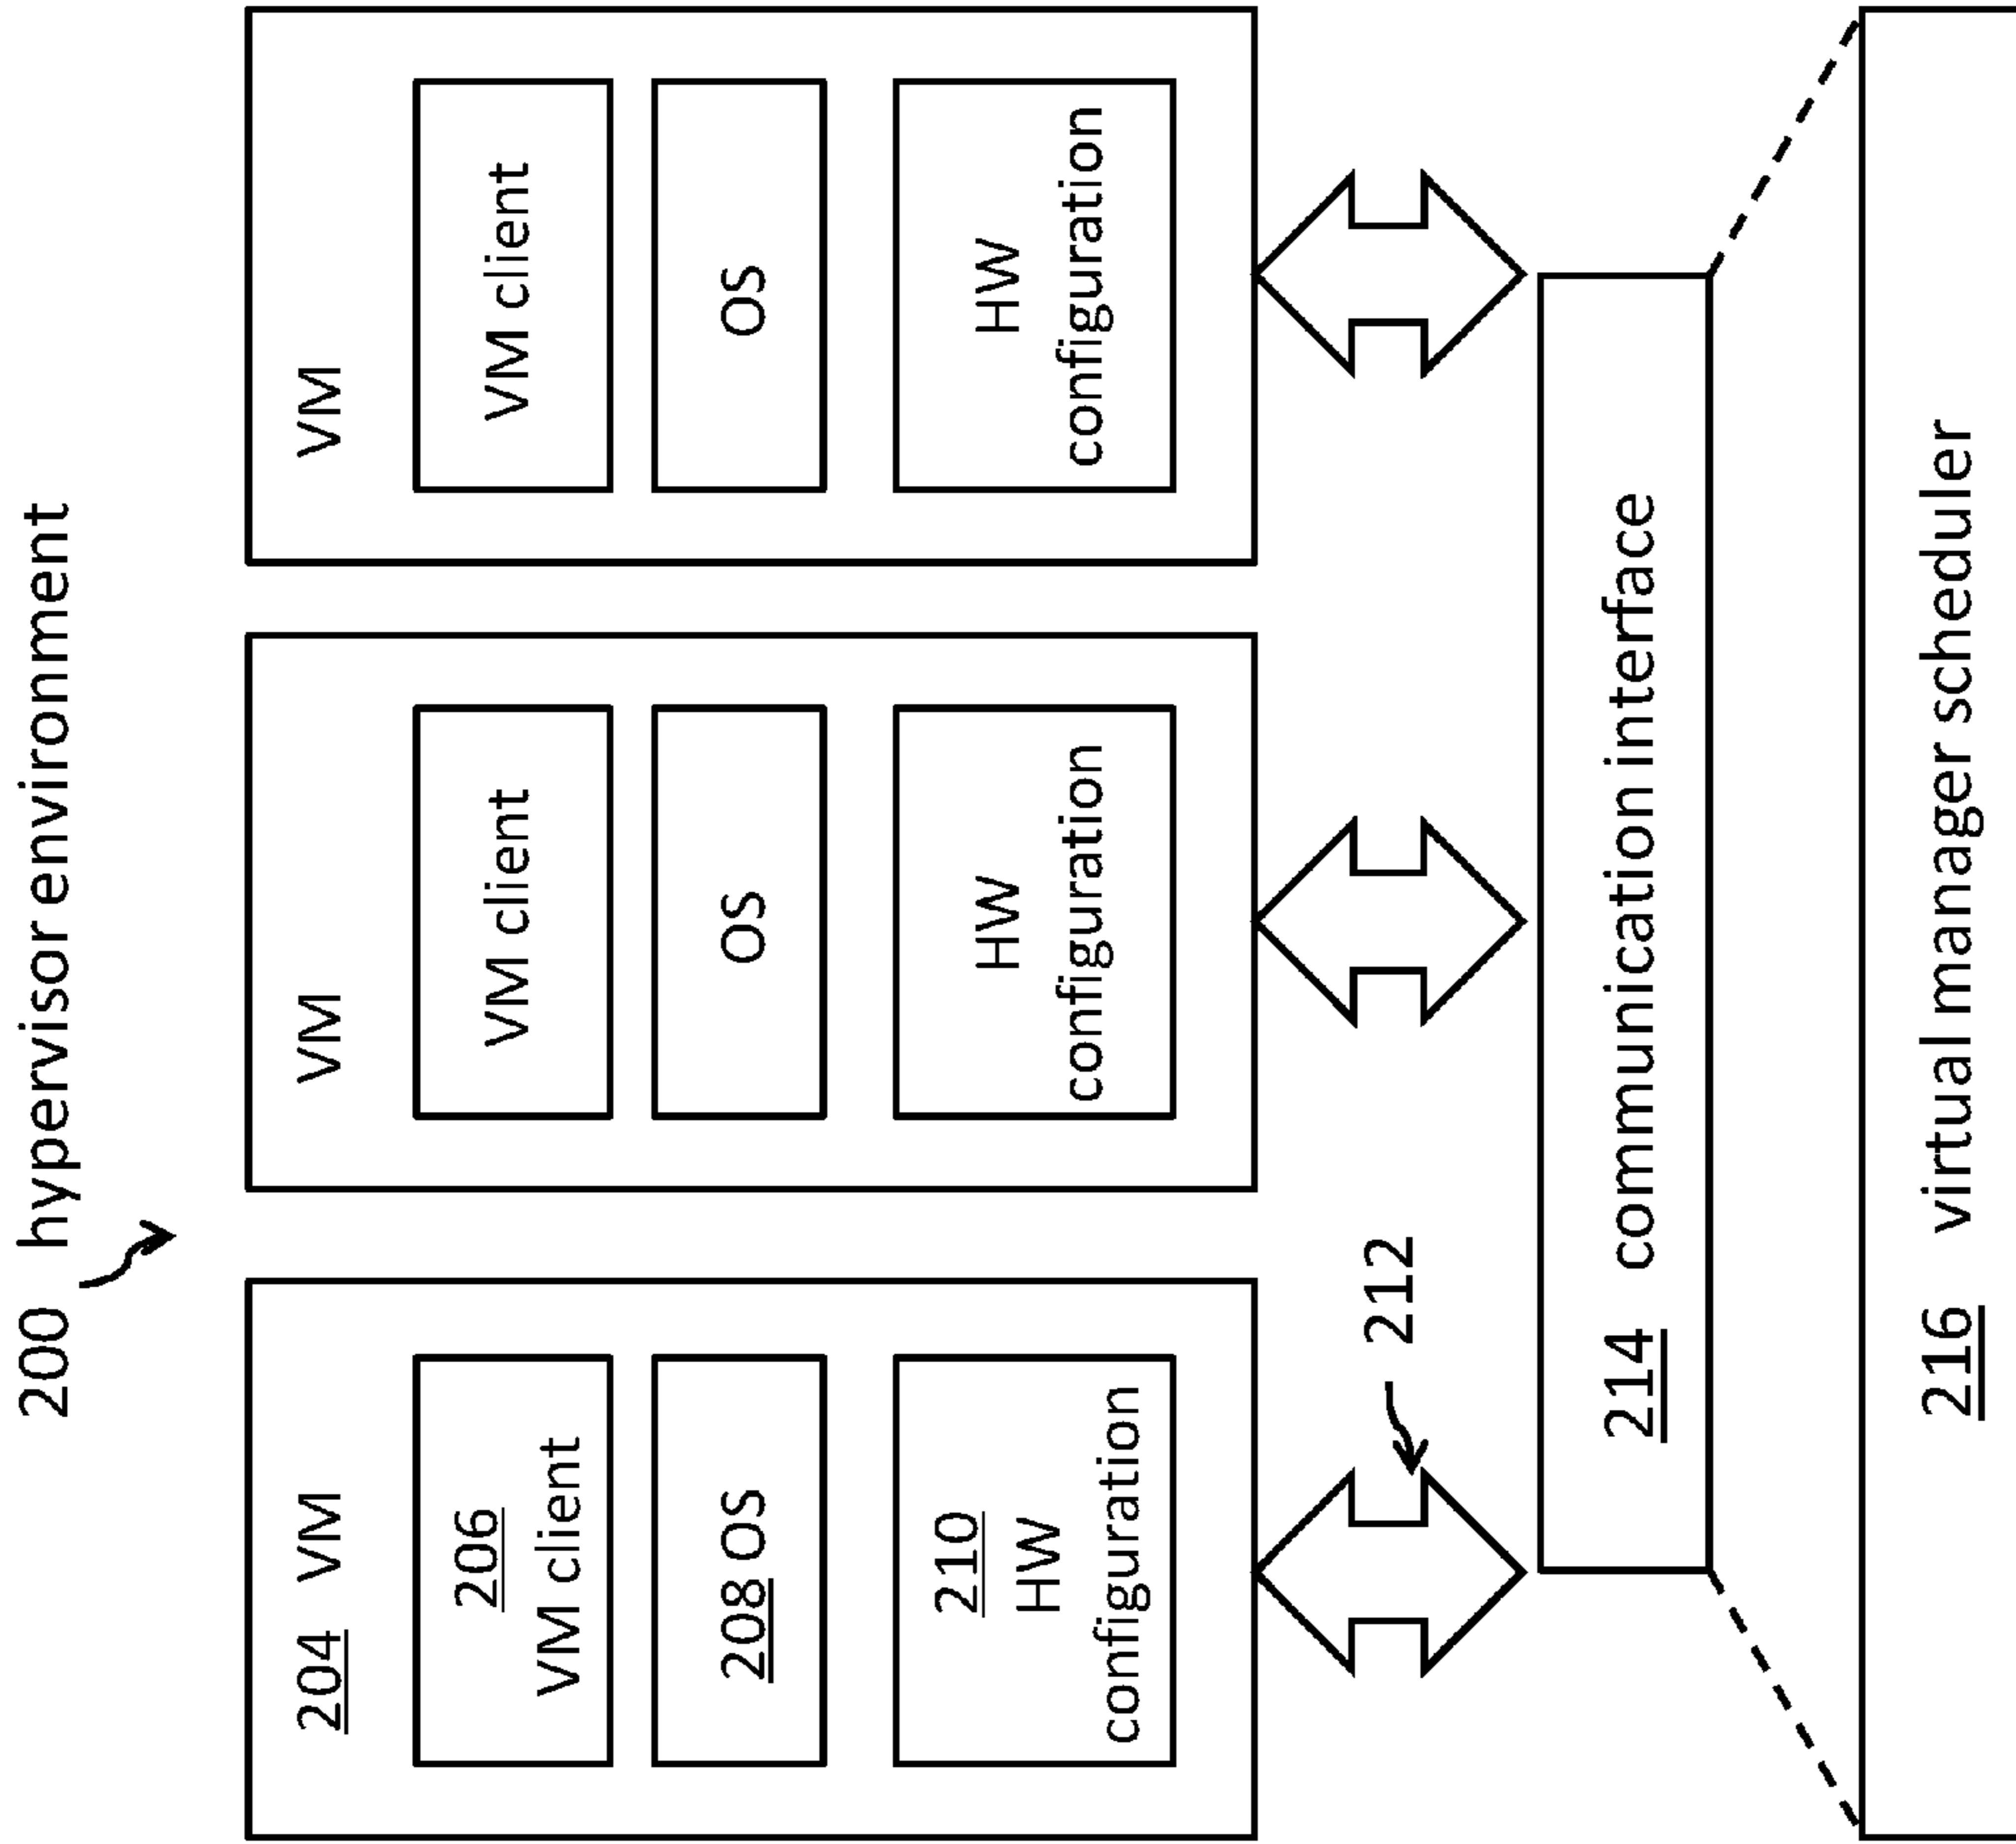 200 hypervisor environment
204 VM
206
VM client
208 OS
210
HW
configuration
VM
VM client
OS
HW
configuration
VM
VM client
OS
HW
configuration
212
214 communication interface
216 virtual manager scheduler